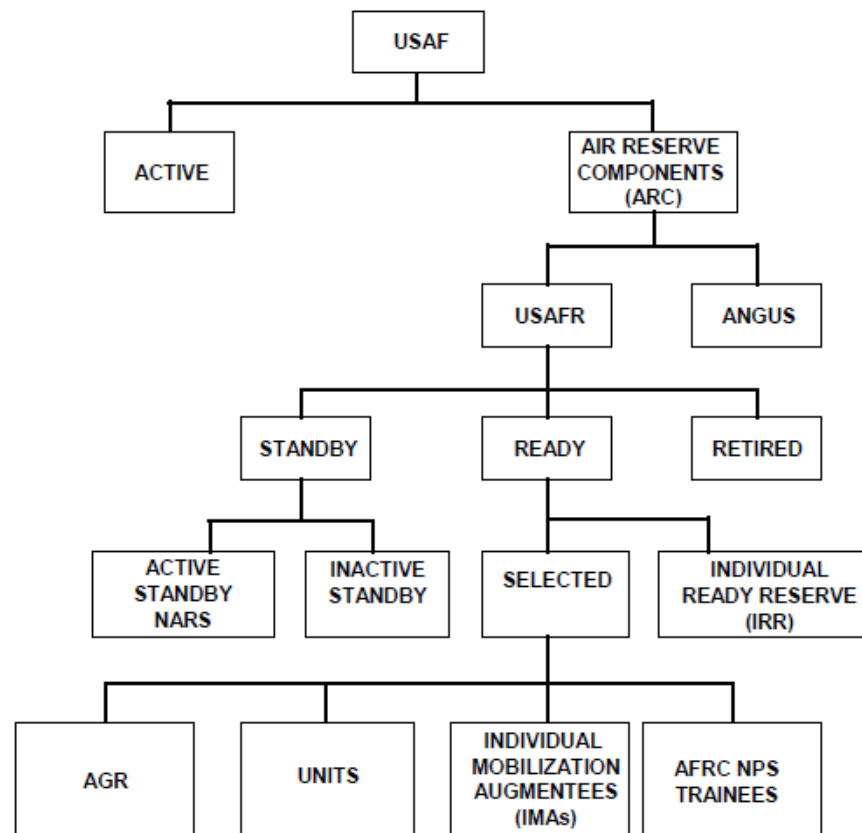 USAF
ACTIVE
AIR RESERVE
COMPONENTS
(ARC)
USAFR
ANGUS
STANDBY
READY
RETIRED
ACTIVE
STANDBY
NARS
INACTIVE
STANDBY
SELECTED
INDIVIDUAL
READY RESERVE
(IRR)
AGR
UNITS
INDIVIDUAL
MOBILIZATION
AUGMENTEES
(IMAs)
AFRC NPS
TRAINEES